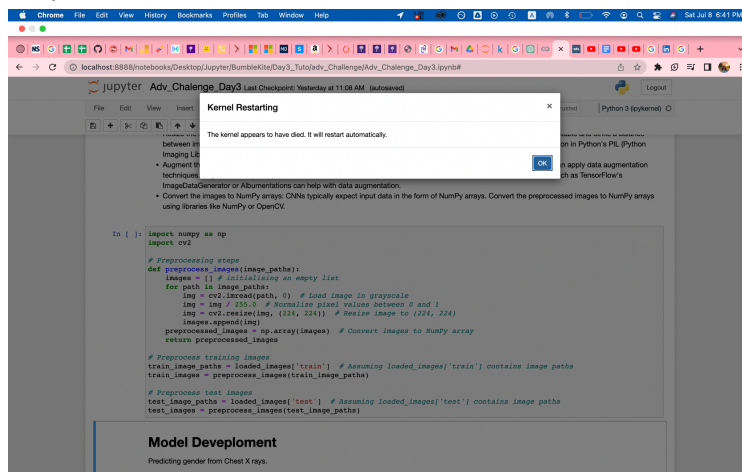 Chrome File Edit View History Bookmarks Profiles Tab Window Help Sat Jul 8 6:41 PM
localhost:8888/notebooks/Desktop/Jupyter/BumbleKite/Day3_Tuto/adv_Challenge/Adv_Chalenge_Day3.ipynb#
jupyter Adv_Chalenge_Day3 Last Checkpoint: Yesterday at 11:08 AM (autosaved) Logout
File Edit View Insert Python 3 (ipykernel)
Kernel Restarting
The kernel appears to have died. It will restart automatically.
OK
between im on in Python's PIL (Python
Imaging Lib
Augment th n apply data augmentation
techniques ch as TensorFlow's
ImageDataGenerator or Albumentations can help with data augmentation.
Convert the images to NumPy arrays: CNNs typically expect input data in the form of NumPy arrays. Convert the preprocessed images to NumPy arrays
using libraries like NumPy or OpenCV.
In [ ]: import numpy as np
import cv2
# Preprocessing steps
def preprocess_images(image_paths):
images = [] # initialising an empty list
for path in image_paths:
img = cv2.imread(path, 0) # Load image in grayscale
img = img / 255.0 # Normalize pixel values between 0 and 1
img = cv2.resize(img, (224, 224)) # Resize image to (224, 224)
images.append(img)
preprocessed_images = np.array(images) # Convert images to NumPy array
return preprocessed_images
# Preprocess training images
train_image_paths = loaded_images['train'] # Assuming loaded_images['train'] contains image paths
train_images = preprocess_images(train_image_paths)
# Preprocess test images
test_image_paths = loaded_images['test'] # Assuming loaded_images['test'] contains image paths
test_images = preprocess_images(test_image_paths)
Model Deveploment
Predicting gender from Chest X rays.